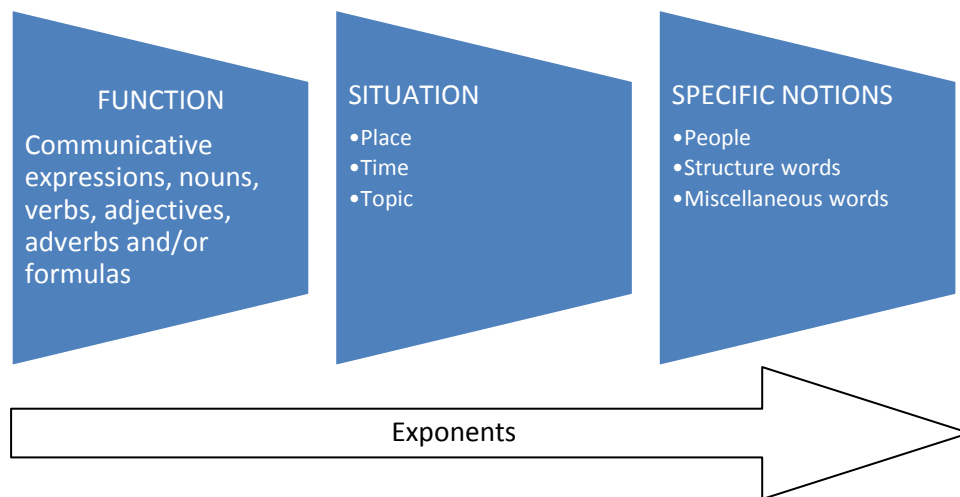 FUNCTION
Communicative
expressions, nouns,
verbs, adjectives,
adverbs and/or
formulas
SITUATION
•Place
•Time
•Topic
SPECIFIC NOTIONS
•People
•Structure words
•Miscellaneous words
Exponents